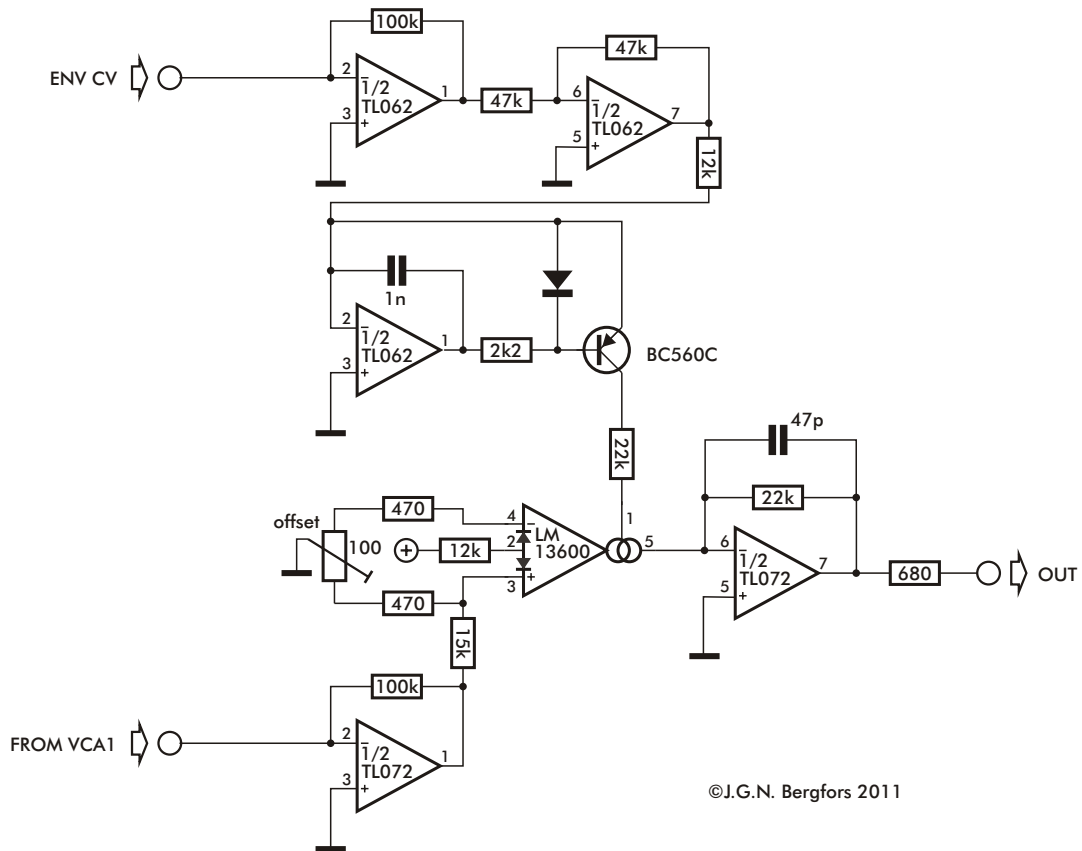 100k
47k
ENV CV
2
1/2
TL062
3
+
1
47k
6
1/2
TL062
5
+
7
12k
1n
2
1/2
TL062
3
+
1
2k2
BC560C
22k
47p
22k
offset
100
470
470
+
12k
4
2
3
LM
13600
+
1
5
6
1/2
TL072
5
+
7
680
OUT
15k
100k
FROM VCA1
2
1/2
TL072
3
+
1
©J.G.N. Bergfors 2011